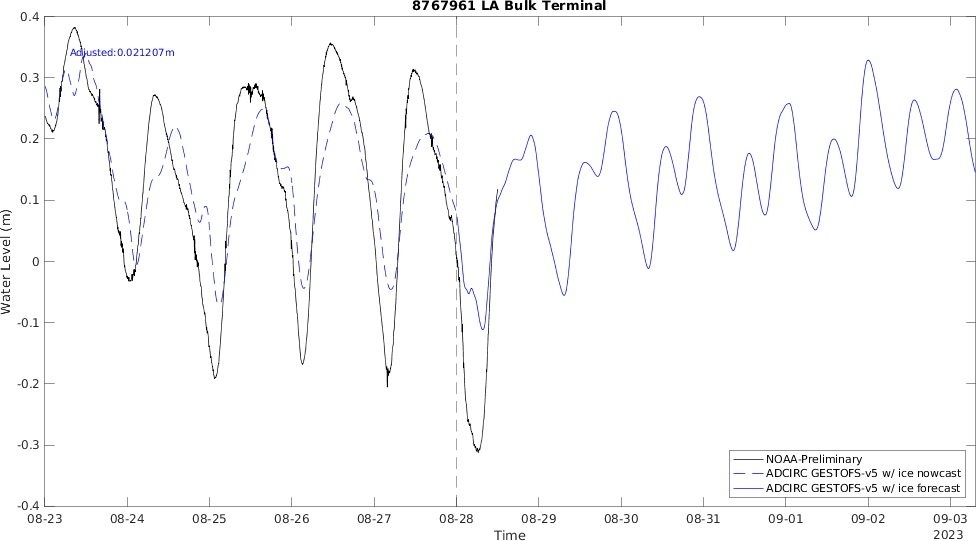 8767961 LA Bulk Terminal
Adjusted:0.021207m
0.4
0.3
0.2
0.1
0
-0.1
-0.2
-0.3
-0.4
Water Level (m)
NOAA-Preliminary
ADCIRC GESTOFS-v5 w/ ice nowcast
ADCIRC GESTOFS-v5 w/ ice forecast
08-23 08-24 08-25 08-26 08-27 08-28 08-29 08-30 08-31 09-01 09-02 09-03
Time 2023